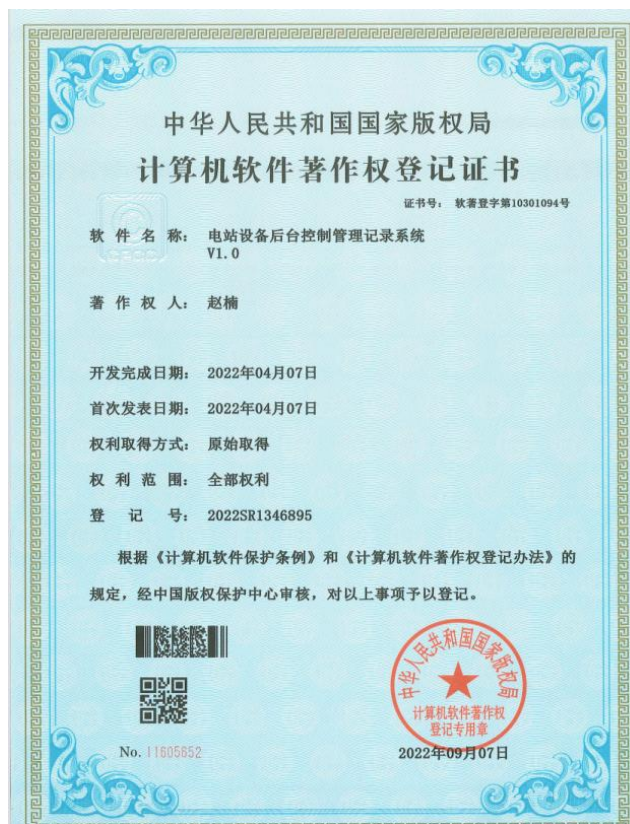 中华人民共和国国家版权局
计算机软件著作权登记证书
证书号: 软著登字第10301094号
软件名称: 电站设备后台控制管理记录系统
V1.0
著作权人: 赵楠
开发完成日期: 2022年04月07日
首次发表日期: 2022年04月07日
权利取得方式: 原始取得
权利范围: 全部权利
登记号: 2022SR1346895
根据《计算机软件保护条例》和《计算机软件著作权登记办法》的
规定，经中国版权保护中心审核，对以上事项予以登记。
中华人民共和国国家版权局
计算机软件著作权
登记专用章
No. 11605652
2022年09月07日